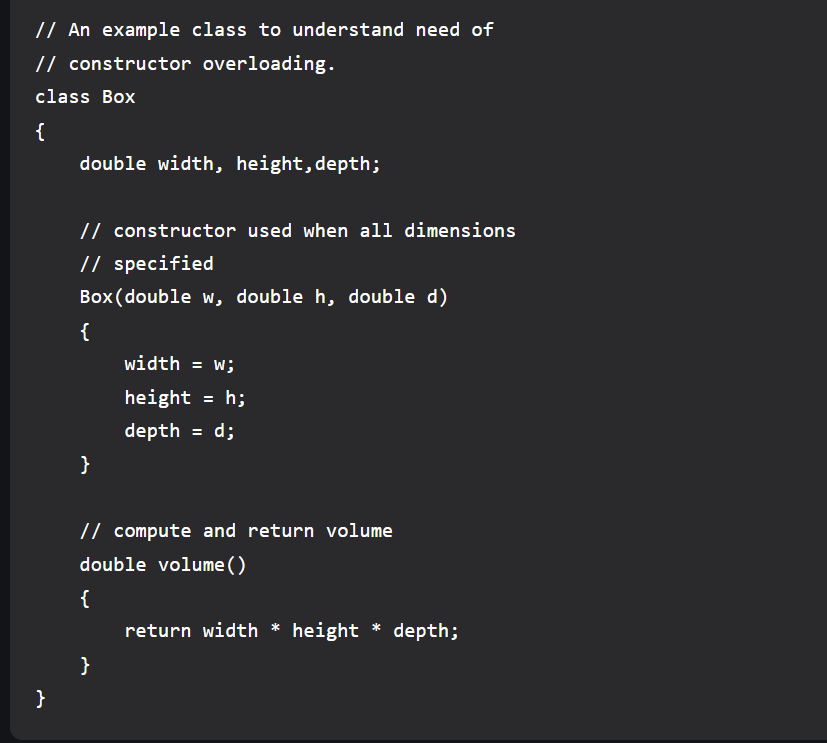 // An example class to understand need of
// constructor overloading.
class Box
{
    double width, height,depth;

    // constructor used when all dimensions
    // specified
    Box(double w, double h, double d)
    {
        width = w;
        height = h;
        depth = d;
    }

    // compute and return volume
    double volume()
    {
        return width * height * depth;
    }
}